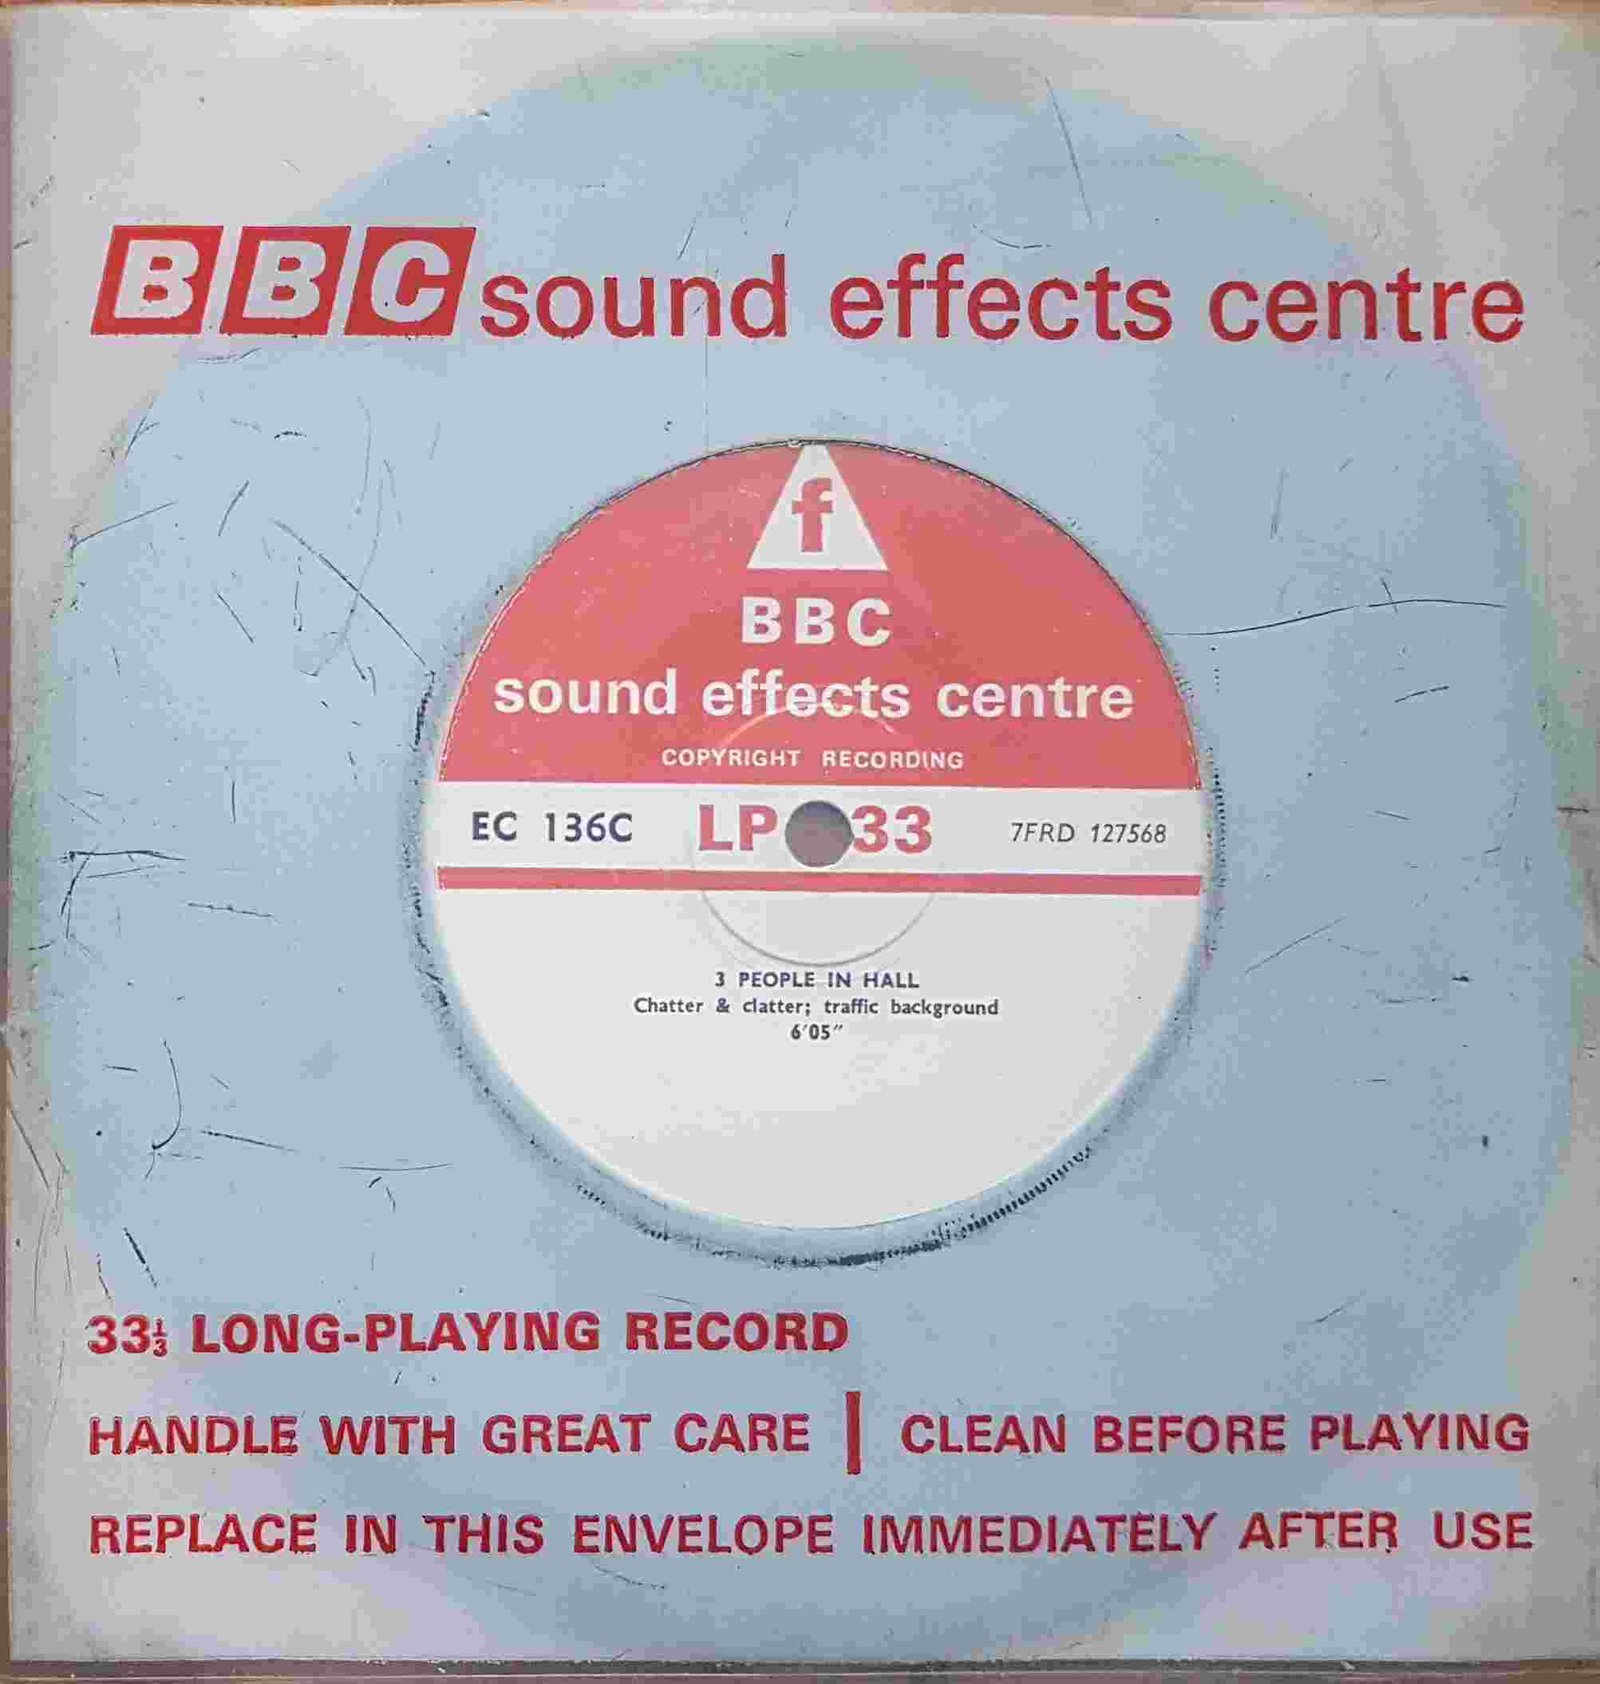 BBC sound effects centre
f
BBC
sound effects centre
COPYRIGHT RECORDING
EC 136C LP 33 7FRD 127568
3 PEOPLE IN HALL
Chatter & clatter; traffic background
6'05"
33⅓ LONG-PLAYING RECORD
HANDLE WITH GREAT CARE | CLEAN BEFORE PLAYING
REPLACE IN THIS ENVELOPE IMMEDIATELY AFTER USE